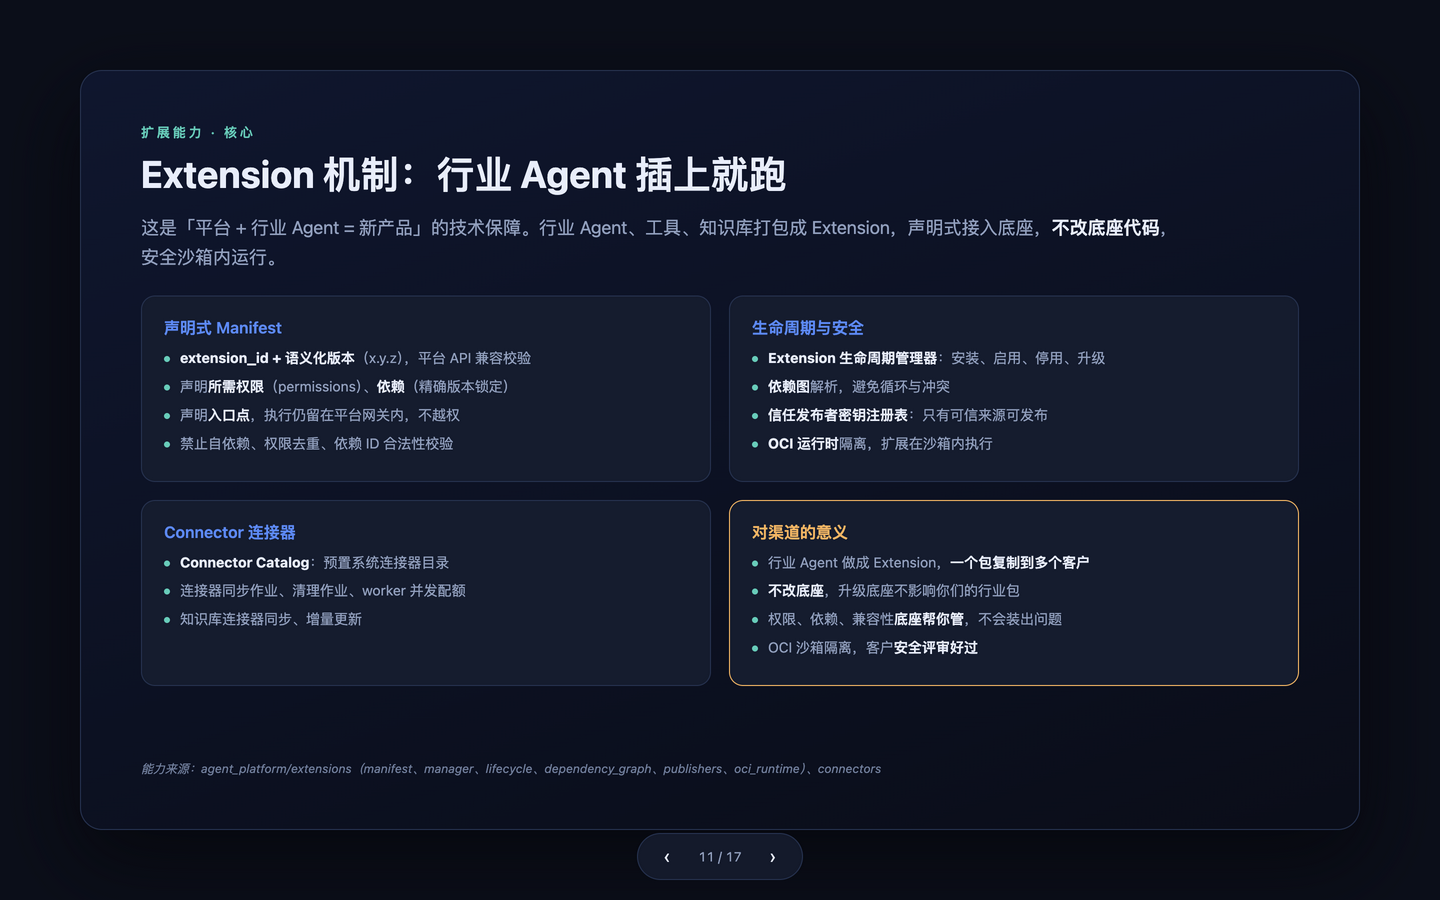 扩展能力 · 核心
Extension 机制：行业 Agent 插上就跑
这是「平台 + 行业 Agent = 新产品」的技术保障。行业 Agent、工具、知识库打包成 Extension，声明式接入底座，不改底座代码，
安全沙箱内运行。
声明式 Manifest
extension_id + 语义化版本（x.y.z），平台 API 兼容校验
声明所需权限（permissions）、依赖（精确版本锁定）
声明入口点，执行仍留在平台网关内，不越权
禁止自依赖、权限去重、依赖 ID 合法性校验
生命周期与安全
Extension 生命周期管理器：安装、启用、停用、升级
依赖图解析，避免循环与冲突
信任发布者密钥注册表：只有可信来源可发布
OCI 运行时隔离，扩展在沙箱内执行
Connector 连接器
Connector Catalog：预置系统连接器目录
连接器同步作业、清理作业、worker 并发配额
知识库连接器同步、增量更新
对渠道的意义
行业 Agent 做成 Extension，一个包复制到多个客户
不改底座，升级底座不影响你们的行业包
权限、依赖、兼容性底座帮你管，不会装出问题
OCI 沙箱隔离，客户安全评审好过
能力来源：agent_platform/extensions（manifest、manager、lifecycle、dependency_graph、publishers、oci_runtime）、connectors
‹ 11 / 17 ›